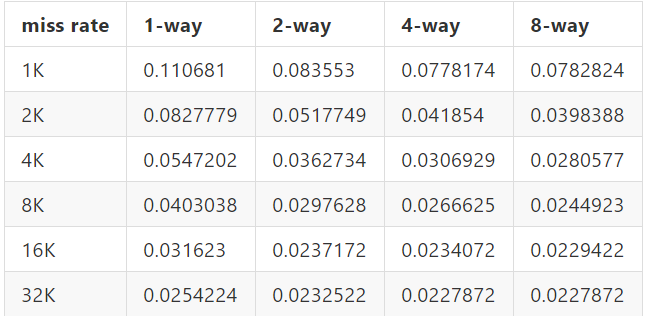 miss rate 1-way 2-way 4-way 8-way
1K 0.110681 0.083553 0.0778174 0.0782824
2K 0.0827779 0.0517749 0.041854 0.0398388
4K 0.0547202 0.0362734 0.0306929 0.0280577
8K 0.0403038 0.0297628 0.0266625 0.0244923
16K 0.031623 0.0237172 0.0234072 0.0229422
32K 0.0254224 0.0232522 0.0227872 0.0227872